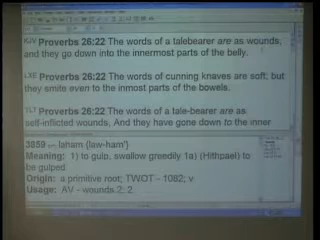 KJV Proverbs 26:22 The words of a talebearer are as wounds,
and they go down into the innermost parts of the belly.
LXE Proverbs 26:22 The words of cunning knaves are soft; but
they smite even to the inmost parts of the bowels.
YLT Proverbs 26:22 The words of a tale-bearer are as
self-inflicted wounds, And they have gone down to the inner
3859 laham {law-ham'}
Meaning: 1) to gulp, swallow greedily 1a) (Hithpael) to
be gulped
Origin: a primitive root; TWOT - 1082; v
Usage: AV - wounds 2; 2